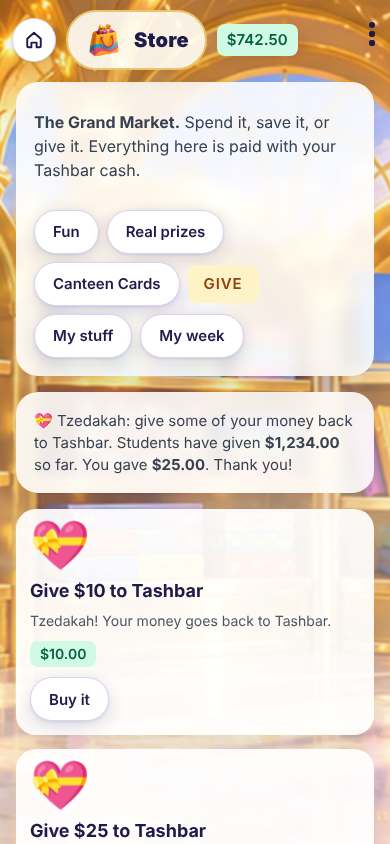 Store
$742.50
The Grand Market. Spend it, save it, or
give it. Everything here is paid with your
Tashbar cash.
Fun
Real prizes
Canteen Cards
GIVE
My stuff
My week
💝 Tzedakah: give some of your money back
to Tashbar. Students have given $1,234.00
so far. You gave $25.00. Thank you!
Give $10 to Tashbar
Tzedakah! Your money goes back to Tashbar.
$10.00
Buy it
Give $25 to Tashbar